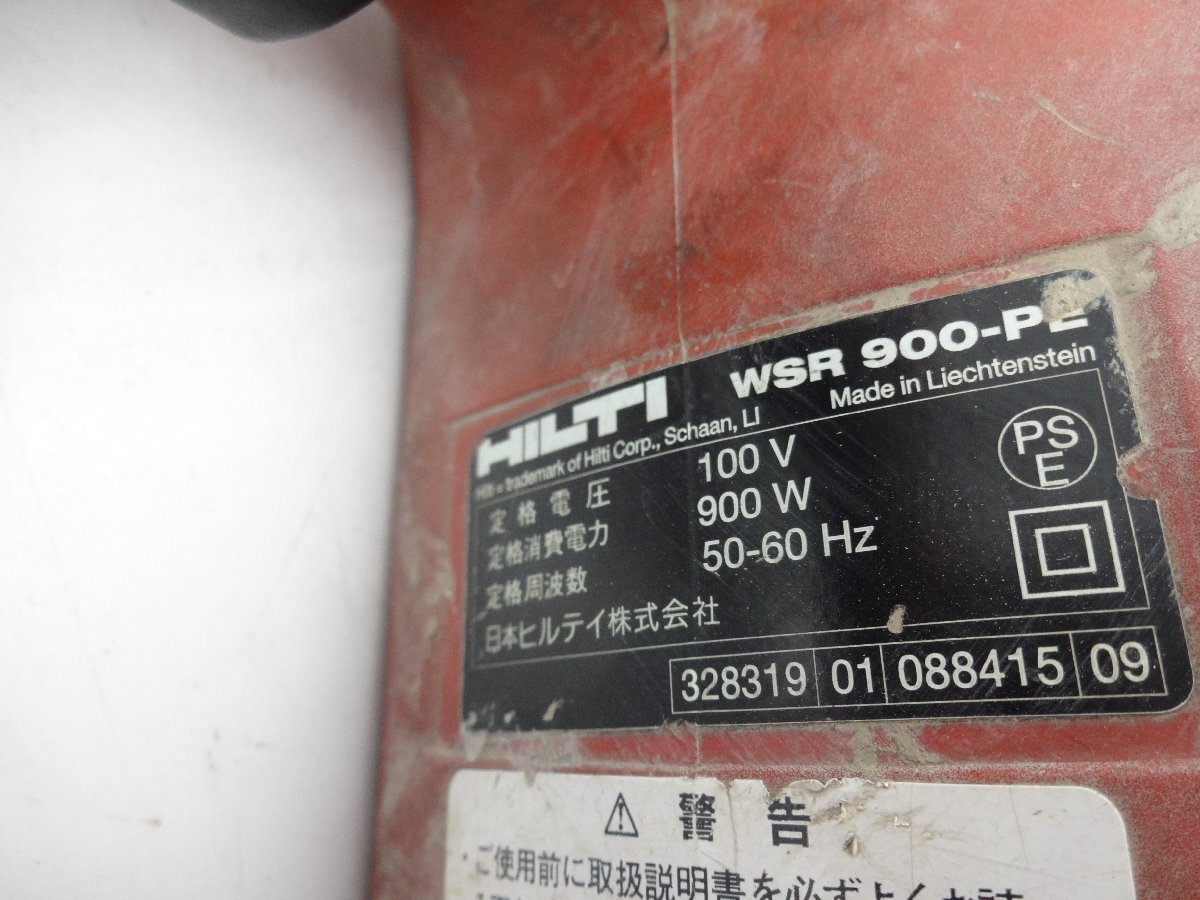 HILTI WSR 900-PE
Hilti = trademark of Hilti Corp., Schaan, LI Made in Liechtenstein
定格電圧 100 V
定格消費電力 900 W
定格周波数 50-60 Hz
日本ヒルテイ株式会社
PS
E
328319 01 088415 09
⚠ 警告
・ご使用前に取扱説明書を必ずよくお読